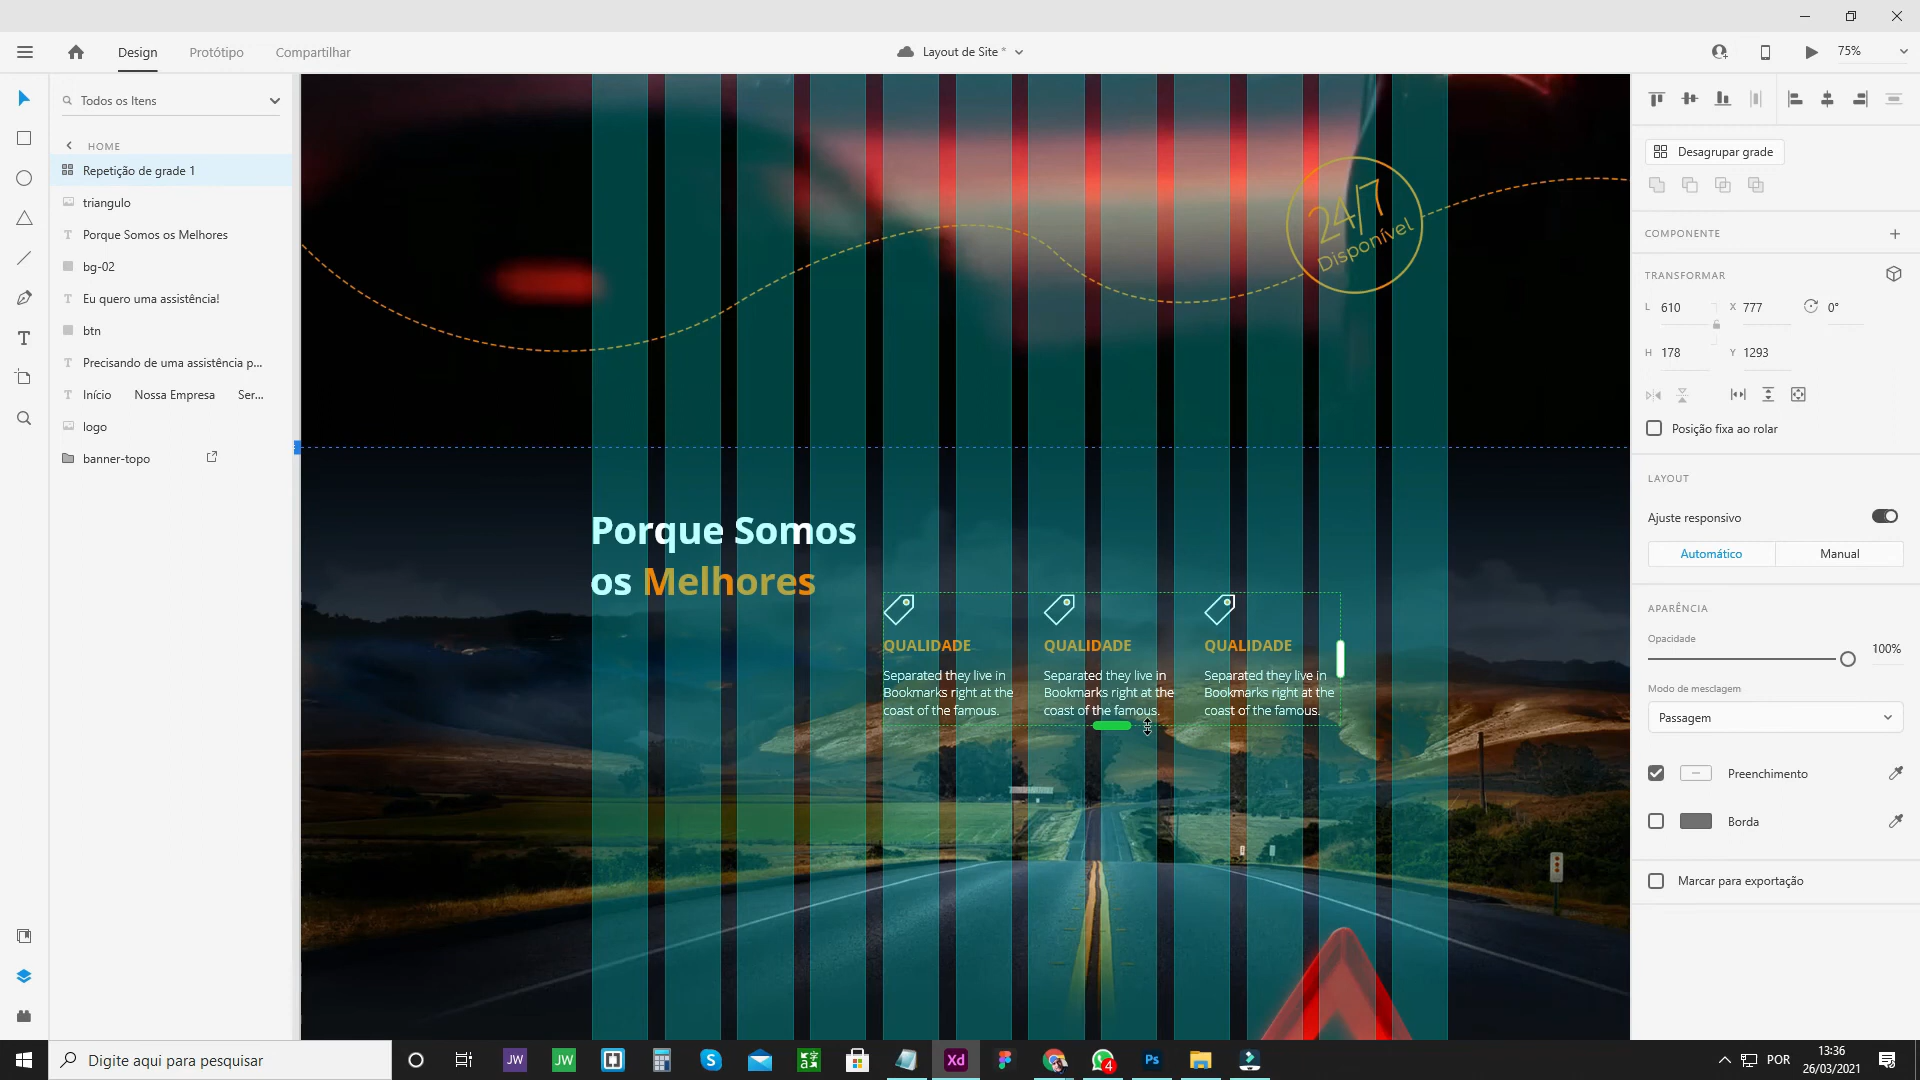 Design
Protótipo
Compartilhar
Layout de Site *
75%
Todos os Itens
HOME
Repetição de grade 1
triangulo
Porque Somos os Melhores
bg-02
Eu quero uma assistência!
btn
Precisando de uma assistência p...
Início Nossa Empresa Ser...
logo
banner-topo
24/7
Disponível
Porque Somos
os Melhores
QUALIDADE
Separated they live in
Bookmarks right at the
coast of the famous.
QUALIDADE
Separated they live in
Bookmarks right at the
coast of the famous.
QUALIDADE
Separated they live in
Bookmarks right at the
coast of the famous.
Desagrupar grade
COMPONENTE
TRANSFORMAR
L 610 X 777 0°
H 178 Y 1293
Posição fixa ao rolar
LAYOUT
Ajuste responsivo
Automático
Manual
APARÊNCIA
Opacidade
100%
Modo de mesclagem
Passagem
Preenchimento
Borda
Marcar para exportação
Digite aqui para pesquisar
JW
JW
S
Xd
4
Ps
POR
13:36
26/03/2021